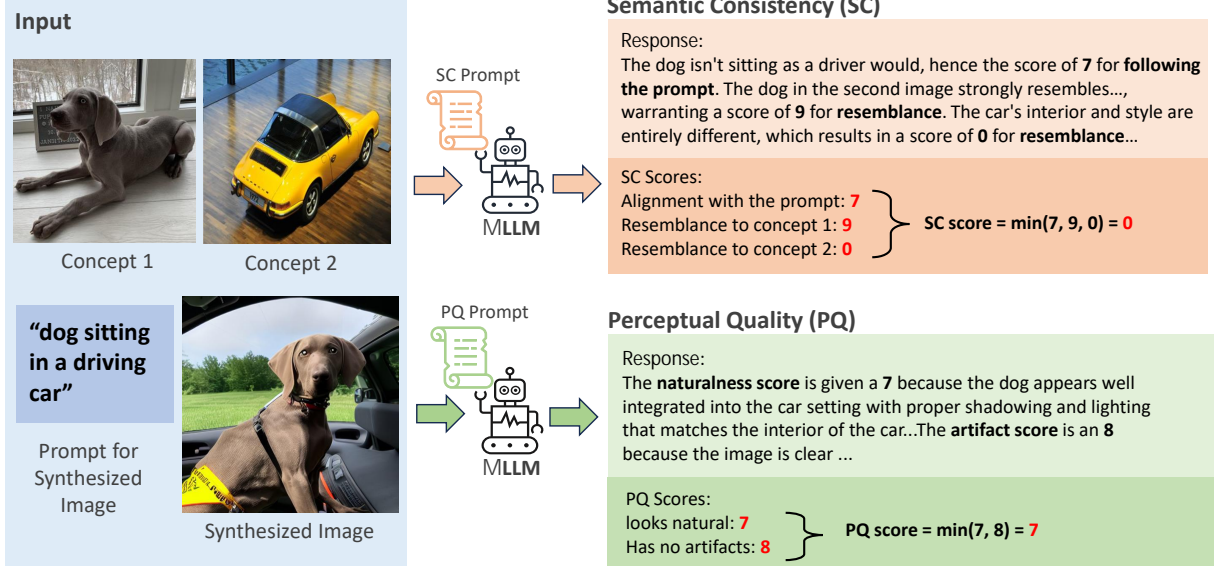 Input
Concept 1
Concept 2
"dog sitting
in a driving
car"
Prompt for
Synthesized
Image
Synthesized Image
SC Prompt
MLLM
PQ Prompt
MLLM
Semantic Consistency (SC)
Response:
The dog isn't sitting as a driver would, hence the score of 7 for following
the prompt. The dog in the second image strongly resembles...,
warranting a score of 9 for resemblance. The car's interior and style are
entirely different, which results in a score of 0 for resemblance...
SC Scores:
Alignment with the prompt: 7
Resemblance to concept 1: 9
Resemblance to concept 2: 0
SC score = min(7, 9, 0) = 0
Perceptual Quality (PQ)
Response:
The naturalness score is given a 7 because the dog appears well
integrated into the car setting with proper shadowing and lighting
that matches the interior of the car...The artifact score is an 8
because the image is clear ...
PQ Scores:
looks natural: 7
Has no artifacts: 8
PQ score = min(7, 8) = 7